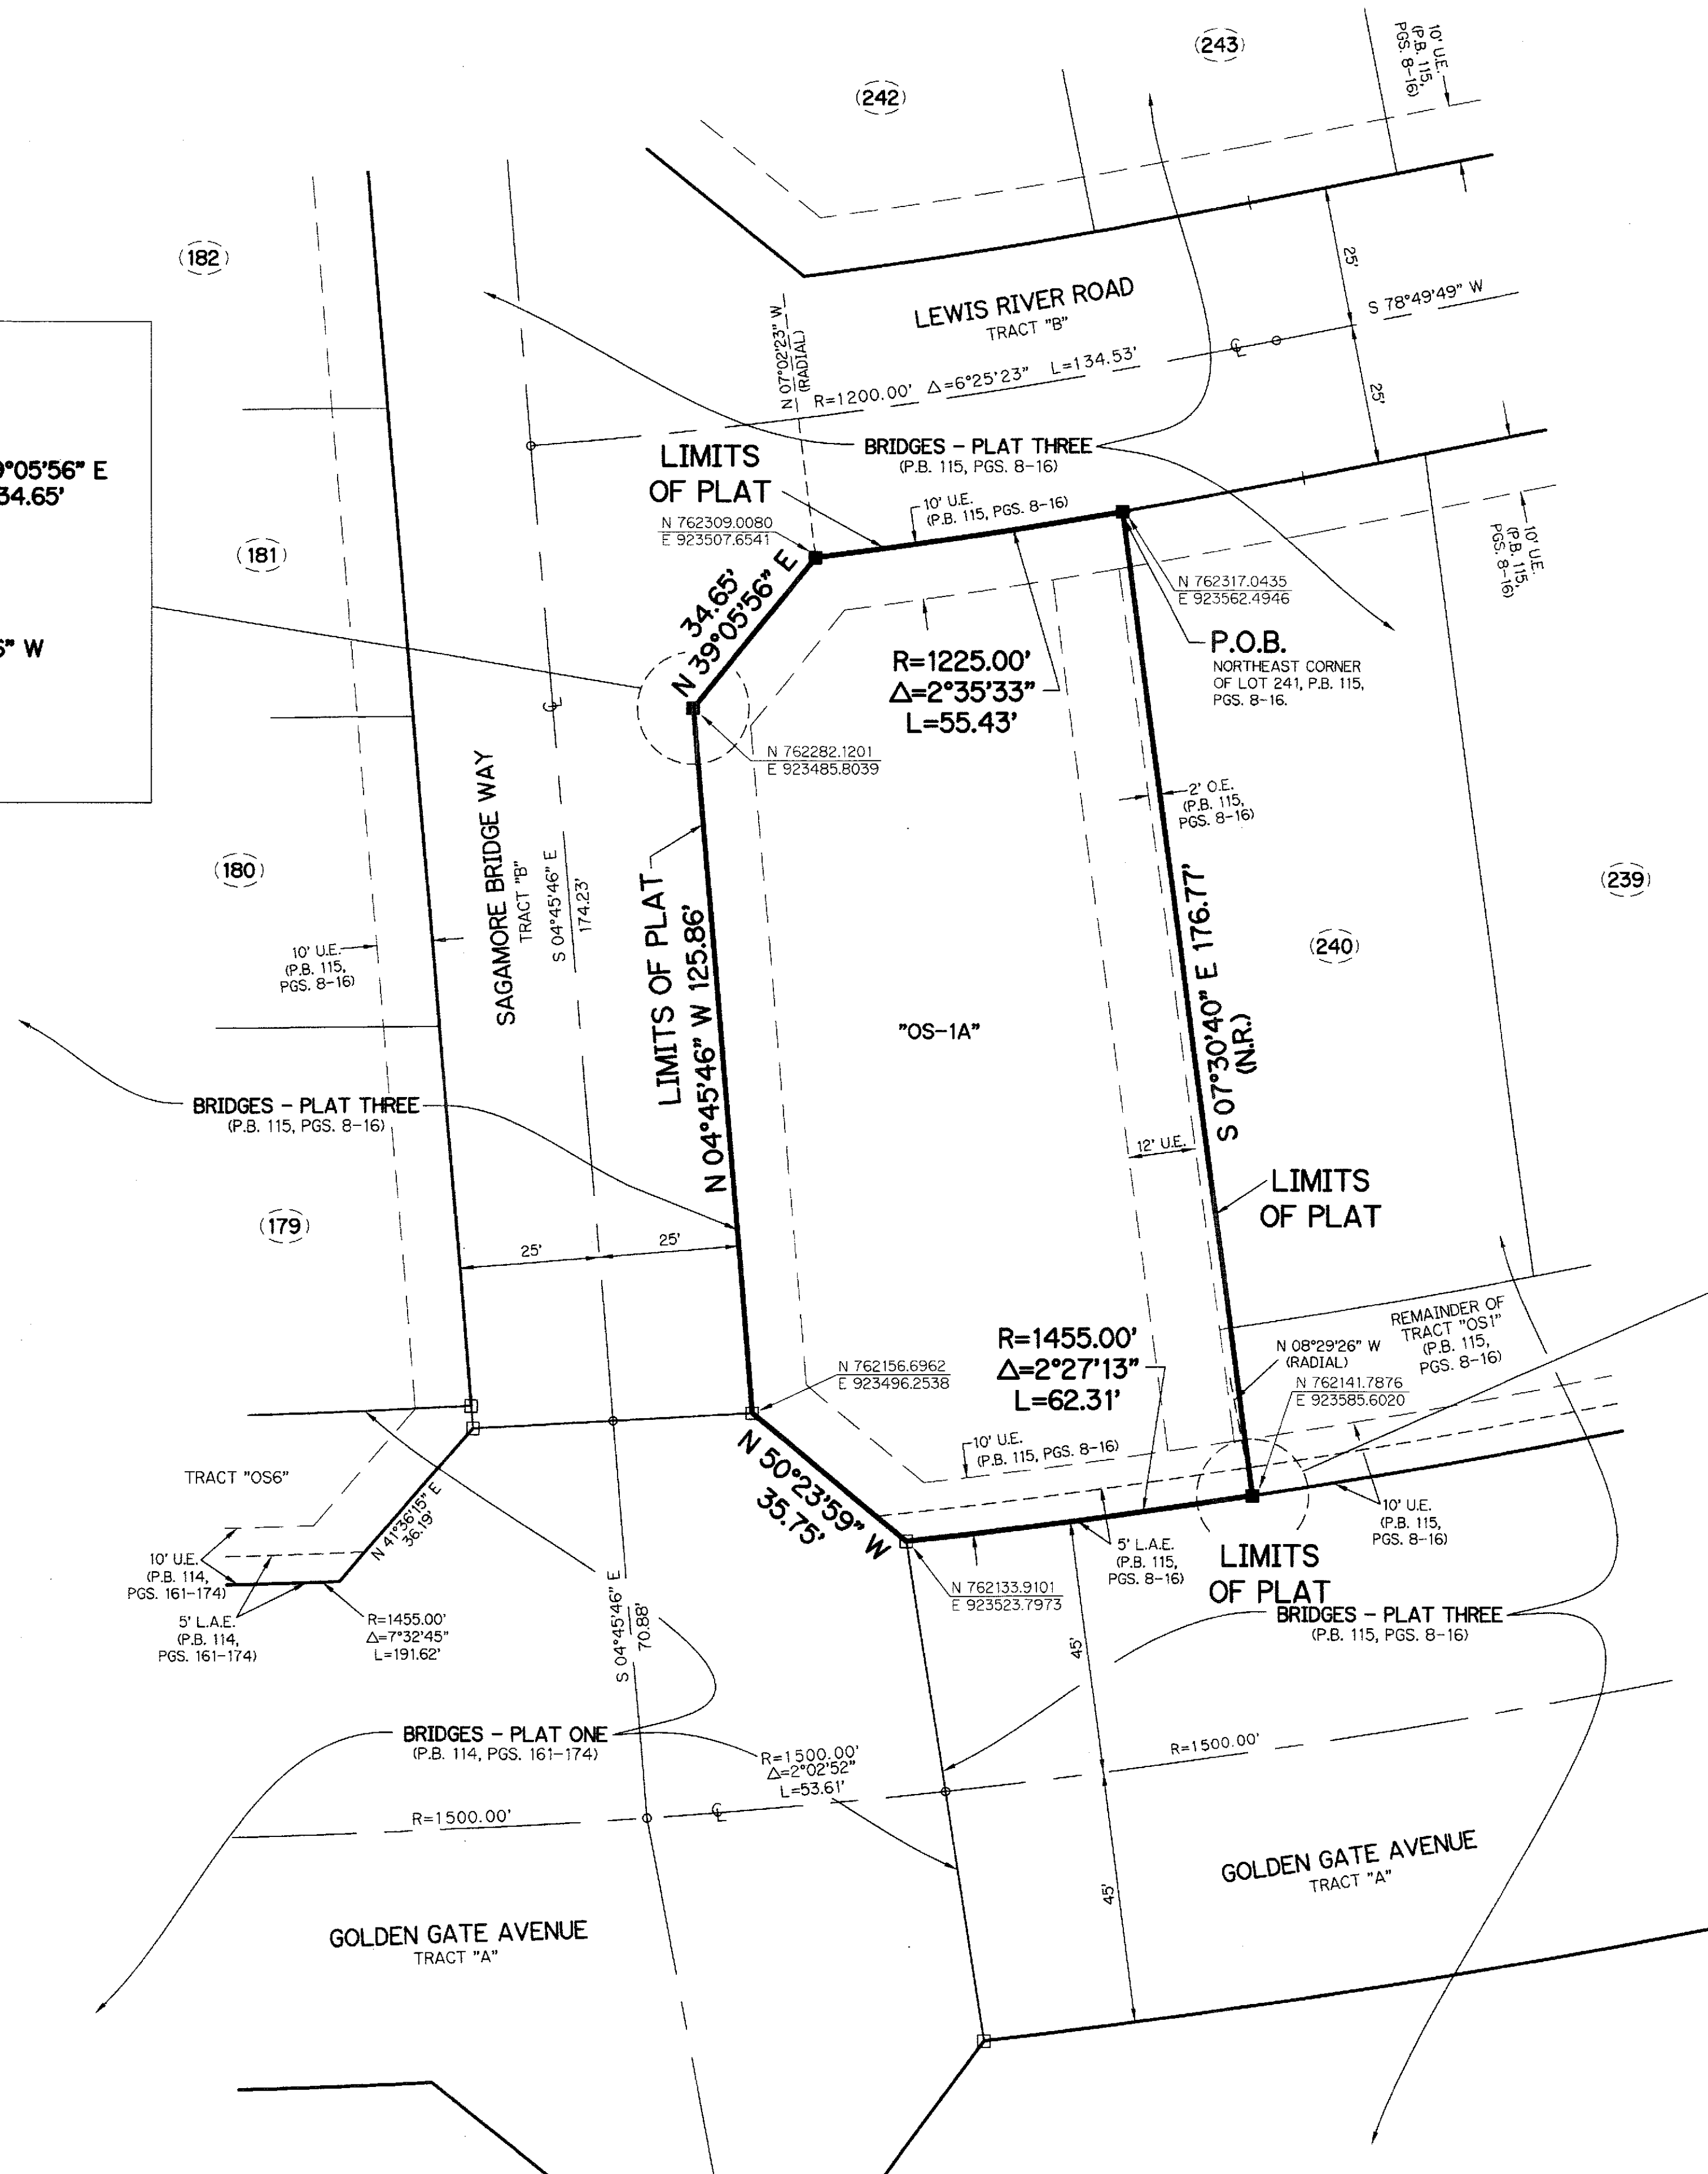 (243)
10' U.E.
(P.B. 115,
PGS. 8-16)
(242)
(182)
LEWIS RIVER ROAD
TRACT "B"
25'
S 78°49'49" W
25'
N 07°02'23" W
(RADIAL)
R=1200.00' Δ=6°25'23" L=134.53'
BRIDGES - PLAT THREE
(P.B. 115, PGS. 8-16)
LIMITS
OF PLAT
N 762309.0080
E 923507.6541
10' U.E.
(P.B. 115, PGS. 8-16)
9°05'56" E
34.65'
(181)
10' U.E.
(P.B. 115,
PGS. 8-16)
N 762317.0435
E 923562.4946
34.65'
N 39°05'56" E
P.O.B.
NORTHEAST CORNER
OF LOT 241, P.B. 115,
PGS. 8-16.
" W
R=1225.00'
Δ=2°35'33"
L=55.43'
N 762282.1201
E 923485.8039
2' O.E.
(P.B. 115,
PGS. 8-16)
(180)
SAGAMORE BRIDGE WAY
TRACT "B"
S 04°45'46" E
174.23'
LIMITS OF PLAT
N 04°45'46" W 125.86'
S 07°30'40" E 176.77'
(N.R.)
(239)
(240)
10' U.E.
(P.B. 115,
PGS. 8-16)
"OS-1A"
BRIDGES - PLAT THREE
(P.B. 115, PGS. 8-16)
12' U.E.
LIMITS
OF PLAT
(179)
25'
25'
REMAINDER OF
TRACT "OS1"
(P.B. 115,
PGS. 8-16)
R=1455.00'
Δ=2°27'13"
L=62.31'
N 08°29'26" W
(RADIAL)
N 762156.6962
E 923496.2538
N 762141.7876
E 923585.6020
10' U.E.
(P.B. 115, PGS. 8-16)
N 50°23'59" W
35.75'
TRACT "OS6"
N 41°36'15" E
36.19'
10' U.E.
(P.B. 115,
PGS. 8-16)
10' U.E.
(P.B. 114,
PGS. 161-174)
5' L.A.E.
(P.B. 115,
PGS. 8-16)
LIMITS
OF PLAT
N 762133.9101
E 923523.7973
5' L.A.E.
(P.B. 114,
PGS. 161-174)
R=1455.00'
Δ=7°32'45"
L=191.62'
S 04°45'46" E
70.88'
BRIDGES - PLAT THREE
(P.B. 115, PGS. 8-16)
45'
BRIDGES - PLAT ONE
(P.B. 114, PGS. 161-174)
R=1500.00'
Δ=2°02'52"
L=53.61'
R=1500.00'
R=1500.00'
45'
GOLDEN GATE AVENUE
TRACT "A"
GOLDEN GATE AVENUE
TRACT "A"